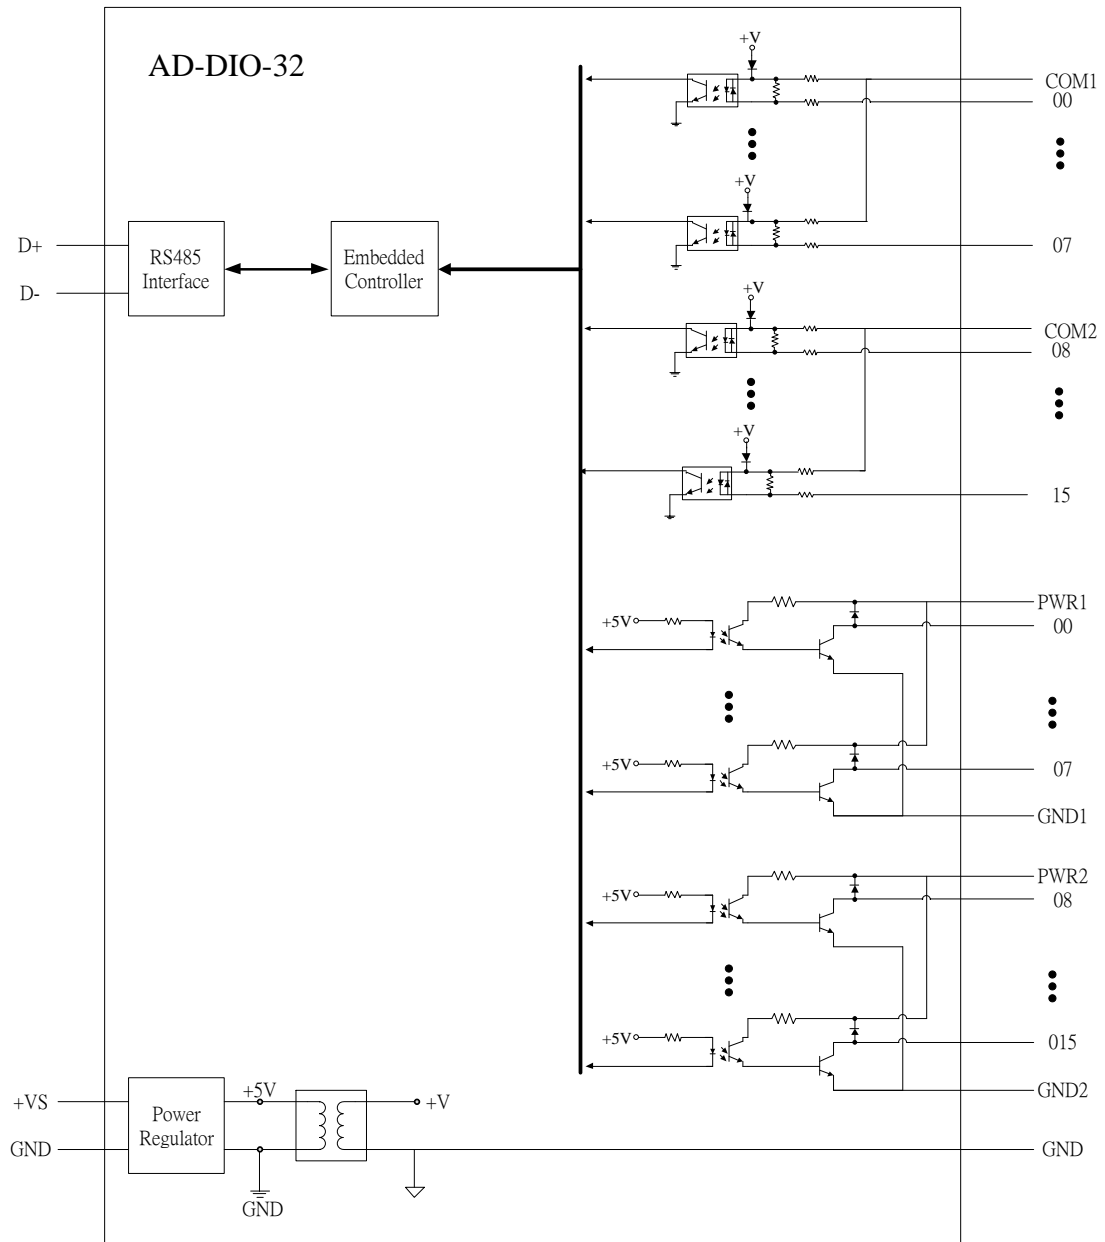 AD-DIO-32
+V
COM1
00
+V
D+
RS485
Interface
Embedded
Controller
07
D-
+V
COM2
08
+V
15
PWR1
+5V
00
+5V
07
GND1
PWR2
+5V
08
+5V
015
GND2
+VS
Power
Regulator
+5V
+V
GND
GND
GND